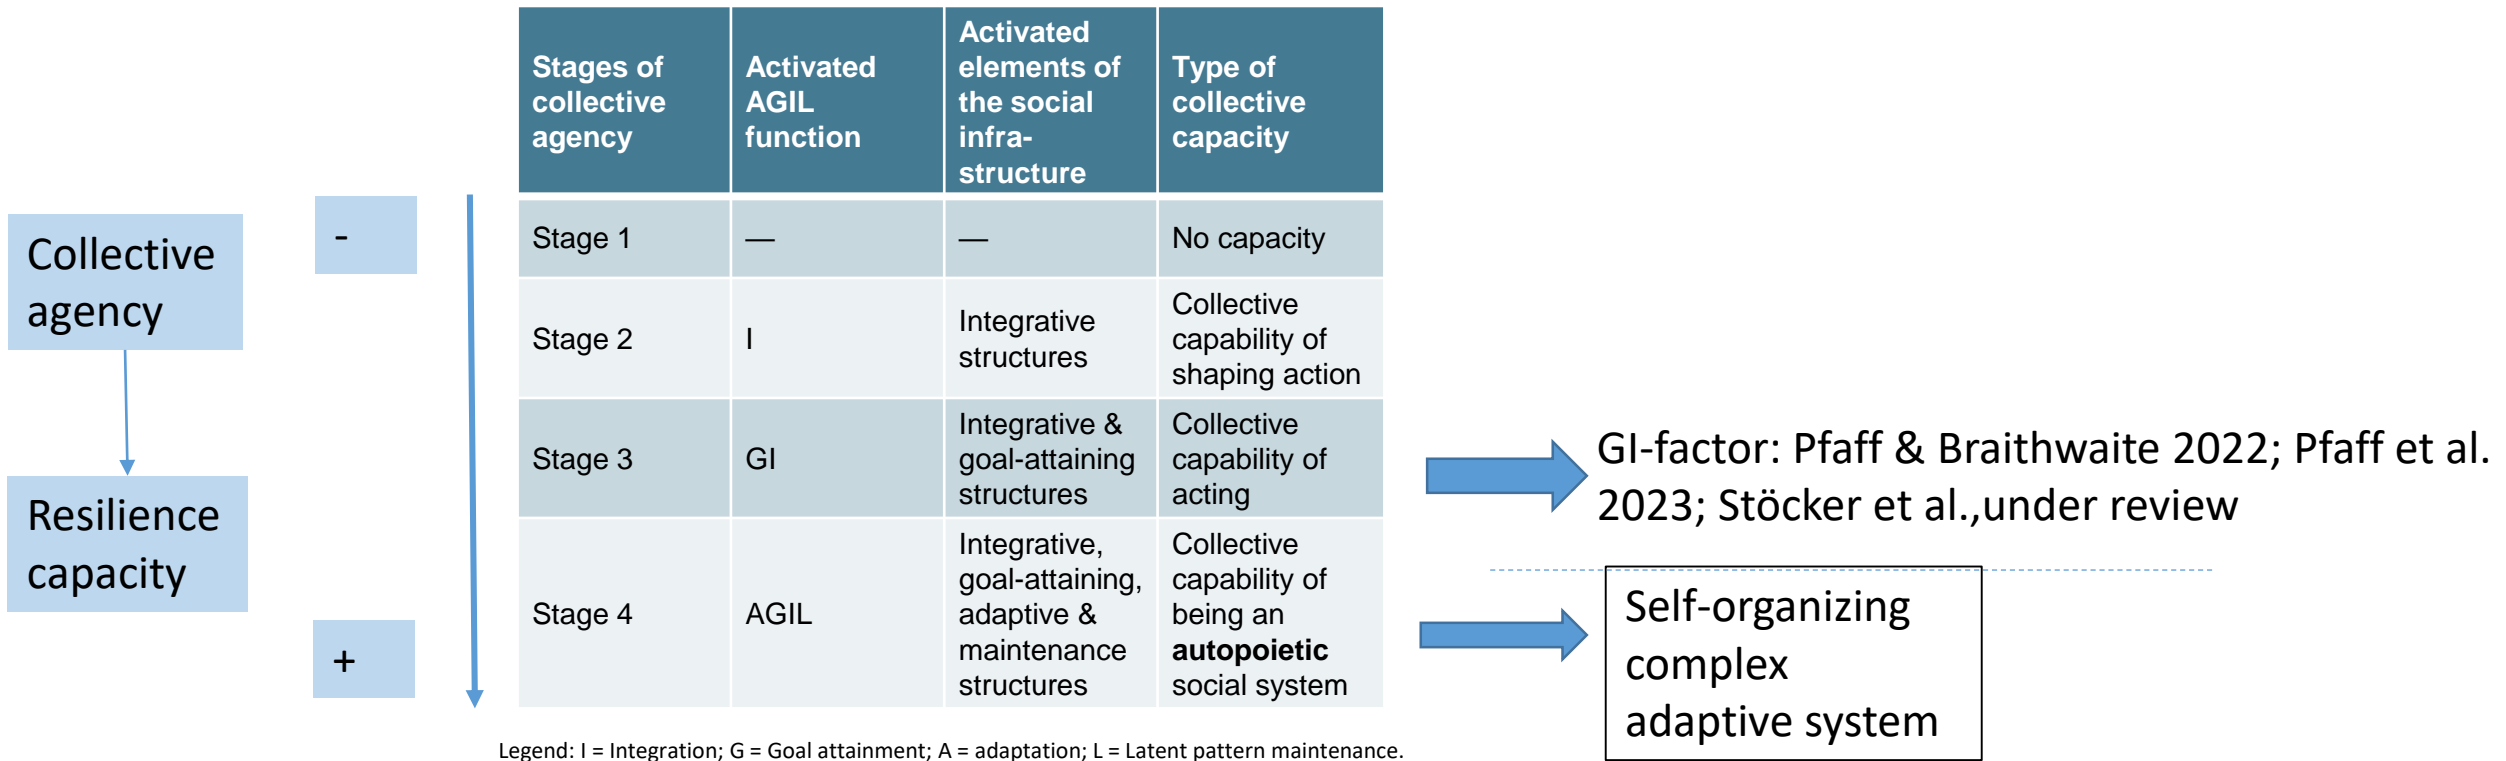 Collective
agency
Resilience
capacity
-
+
Stages of
collective
agency
Activated
AGIL
function
Activated
elements of
the social
infra-
structure
Type of
collective
capacity
Stage 1
—
—
No capacity
Stage 2
I
Integrative
structures
Collective
capability of
shaping action
Stage 3
GI
Integrative &
goal-attaining
structures
Collective
capability of
acting
Stage 4
AGIL
Integrative,
goal-attaining,
adaptive &
maintenance
structures
Collective
capability of
being an
autopoietic
social system
GI-factor: Pfaff & Braithwaite 2022; Pfaff et al.
2023; Stöcker et al.,under review
Self-organizing
complex
adaptive system
Legend: I = Integration; G = Goal attainment; A = adaptation; L = Latent pattern maintenance.